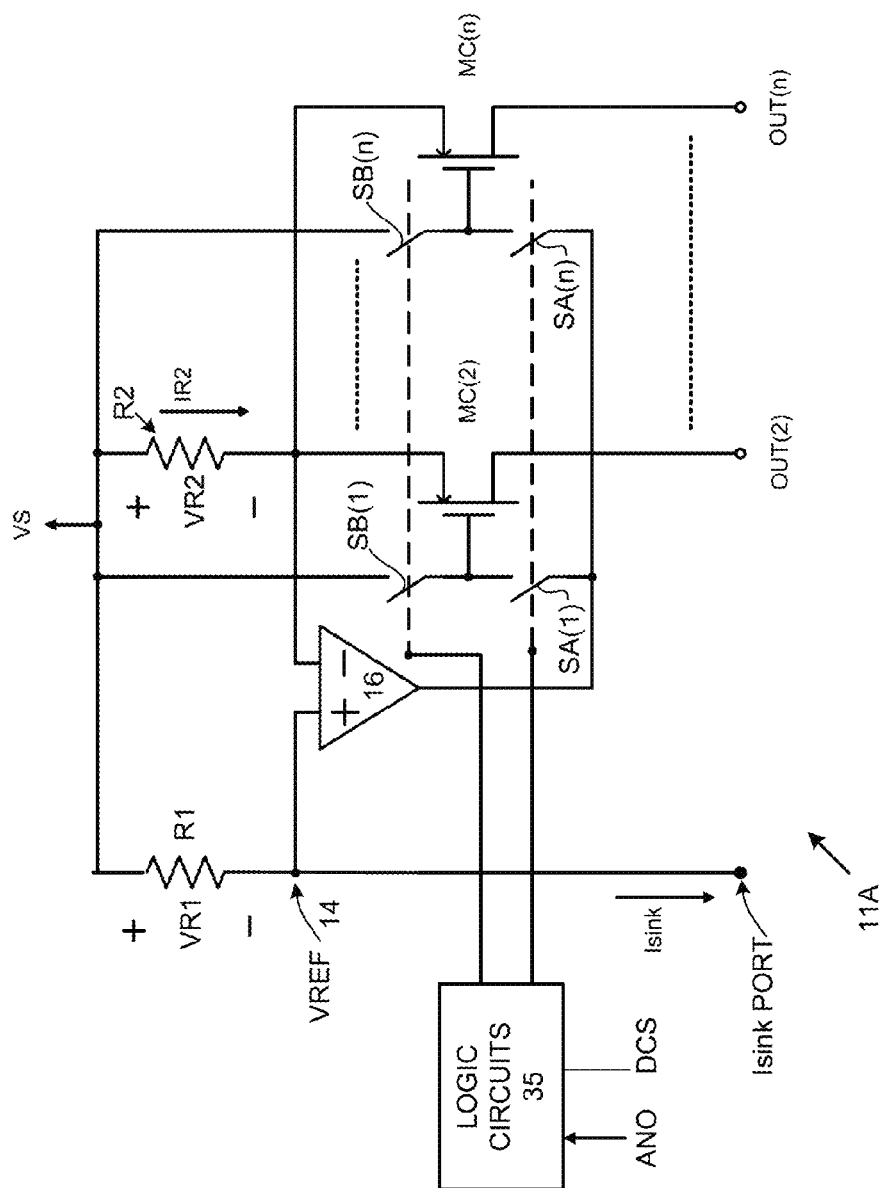 VS
+
VR1
−
R1
+
VR2
−
R2
IR2
VREF
14
+
−
16
SB(1)
SB(n)
MC(2)
MC(n)
SA(1)
SA(n)
LOGIC
CIRCUITS
35
ANO
DCS
Isink
Isink PORT
OUT(2)
OUT(n)
11A